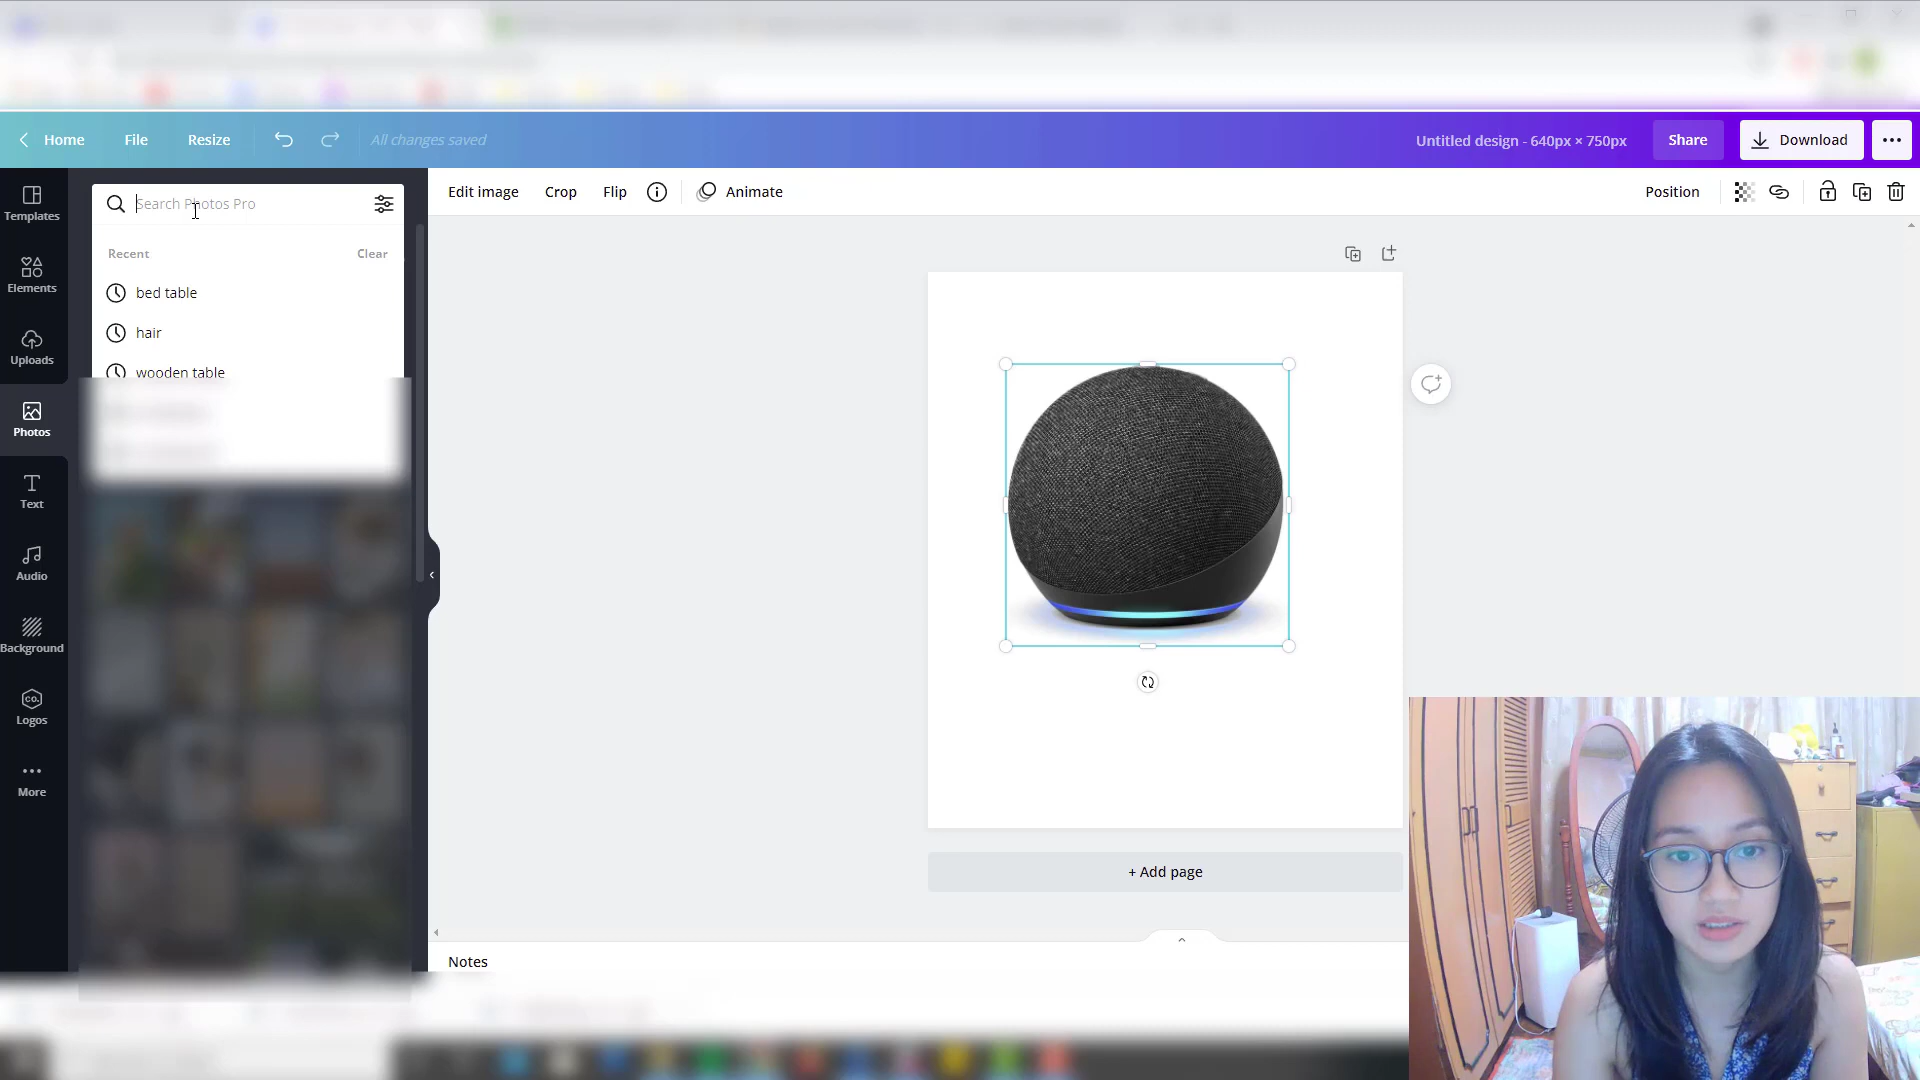 Home File Resize All changes saved Untitled design - 640px × 750px Share Download
Templates
Elements
Uploads
Photos
Text
Audio
Background
co.
Logos
More
Search Photos Pro
Recent Clear
bed table
hair
wooden table
Edit image Crop Flip Animate Position
+ Add page
Notes